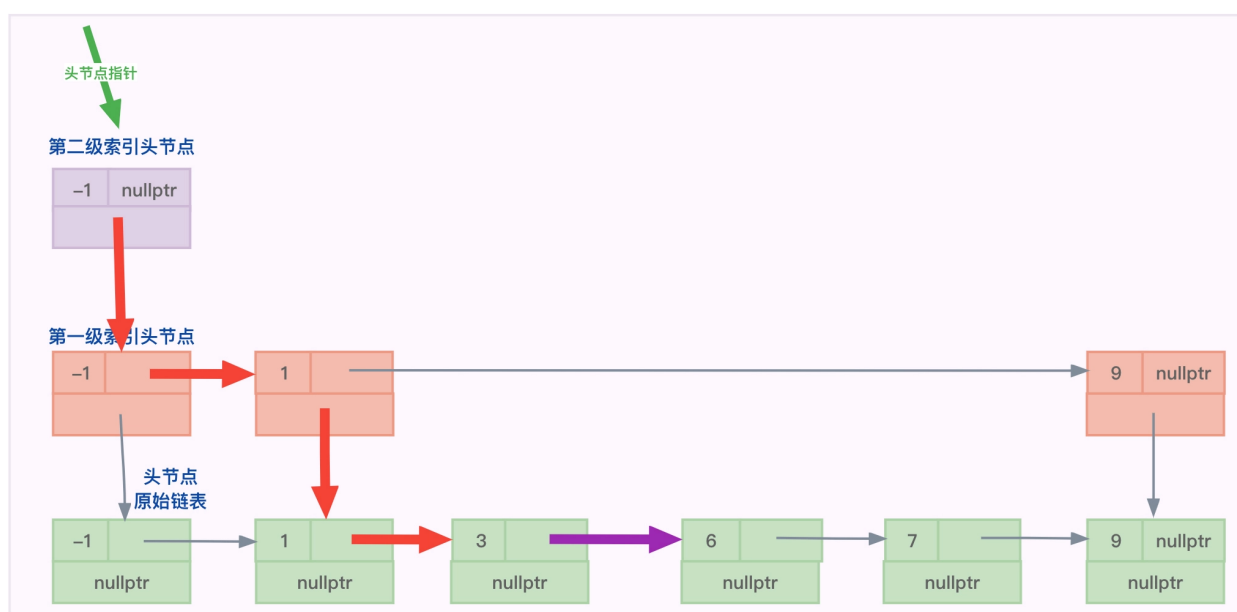 头节点指针
第二级索引头节点
−1 nullptr
第一级索引头节点
−1 1 9 nullptr
头节点
原始链表
−1 1 3 6 7 9 nullptr
nullptr nullptr nullptr nullptr nullptr nullptr